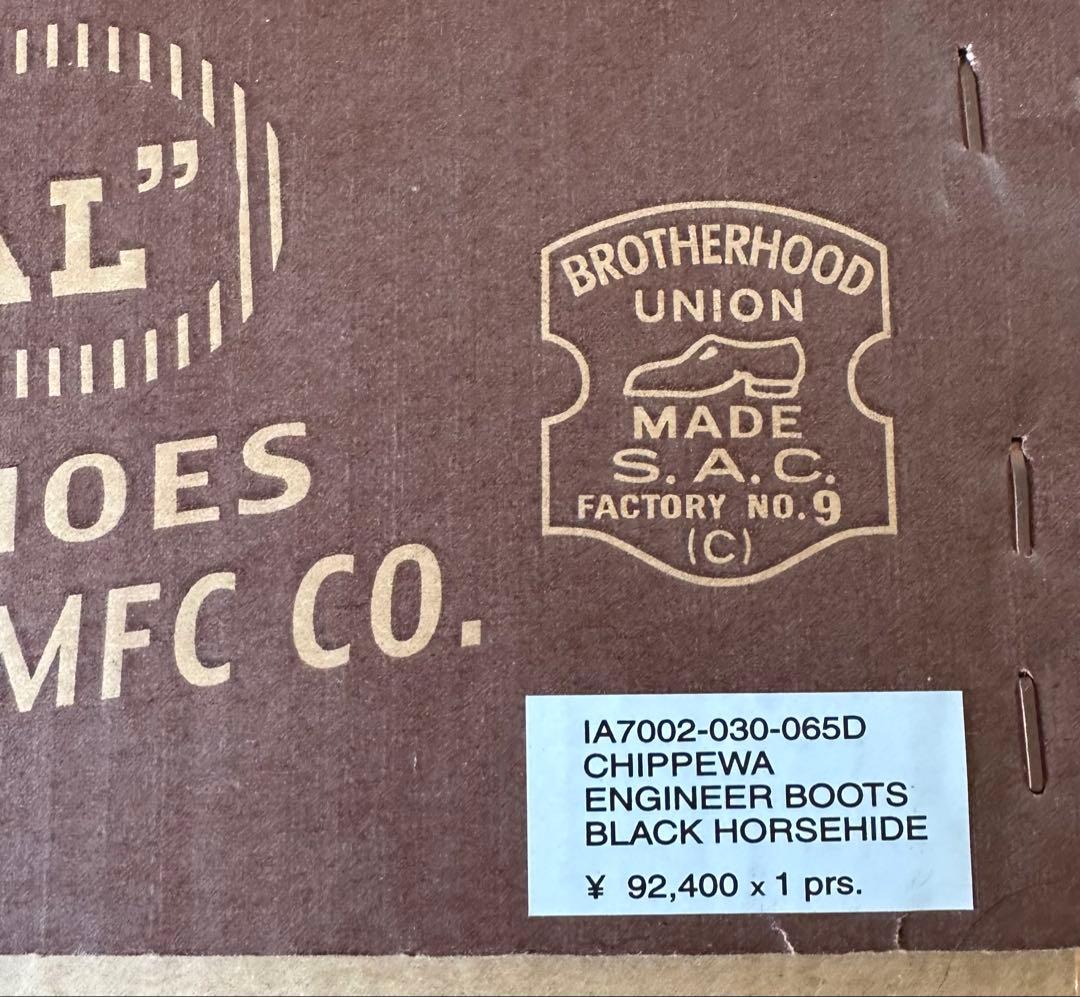 AL”
HOES
MFC CO.
BROTHERHOOD
UNION
MADE
S. A. C.
FACTORY NO. 9
(C)
IA7002-030-065D
CHIPPEWA
ENGINEER BOOTS
BLACK HORSEHIDE
¥ 92,400 x 1 prs.